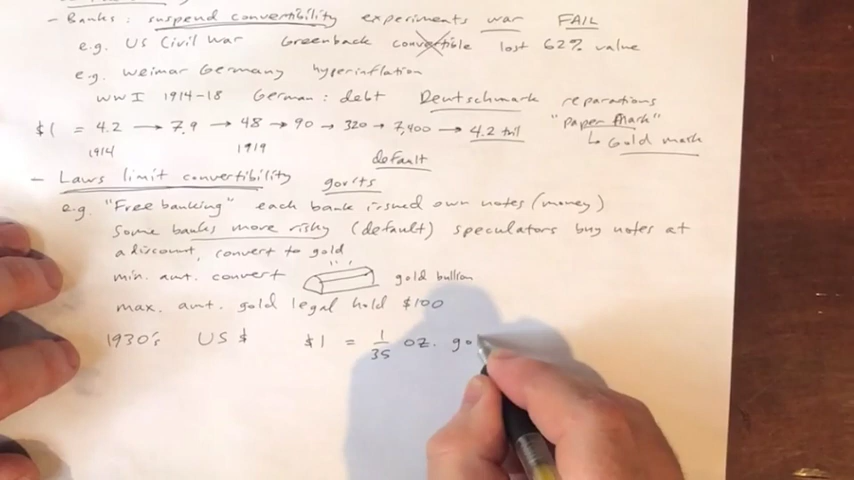 - Banks: suspend convertibility experiments war FAIL
e.g. US Civil War Greenback convertible lost 62% value
e.g. Weimar Germany hyperinflation
WWI 1914-18 German: debt Deutschmark reparations
"paper Mark"
$1 = 4.2 → 7.9 → 48 → 90 → 320 → 7,400 → 4.2 tril
↳ Gold mark
1914 1919
default
- Laws limit convertibility gov'ts
e.g. "Free banking" each bank issued own notes (money)
Some banks more risky (default) speculators buy notes at
a discount, convert to gold
min. amt. convert gold bullion
max. amt. gold legal hold $100
1930's US $ $1 = 1/35 oz. go